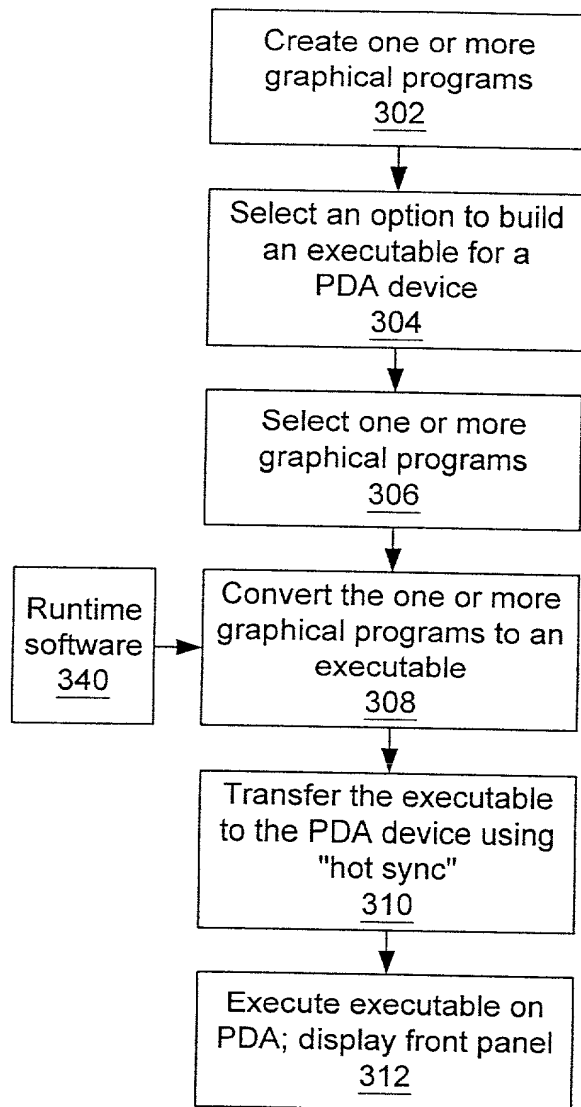 Create one or more
graphical programs
302
Select an option to build
an executable for a
PDA device
304
Select one or more
graphical programs
306
Runtime
software
340
Convert the one or more
graphical programs to an
executable
308
Transfer the executable
to the PDA device using
"hot sync"
310
Execute executable on
PDA; display front panel
312